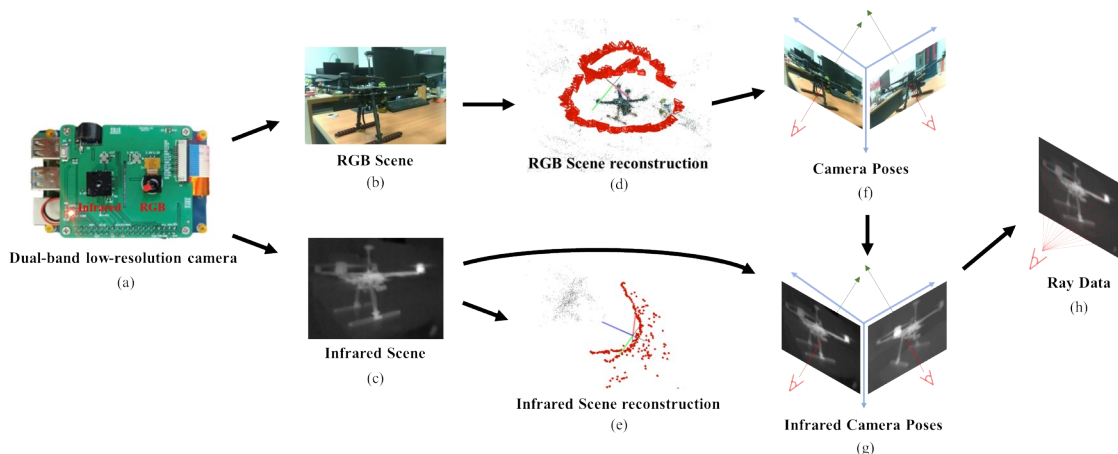 Infrared
RGB
Dual-band low-resolution camera
(a)
RGB Scene
(b)
Infrared Scene
(c)
RGB Scene reconstruction
(d)
Infrared Scene reconstruction
(e)
Camera Poses
(f)
Infrared Camera Poses
(g)
Ray Data
(h)